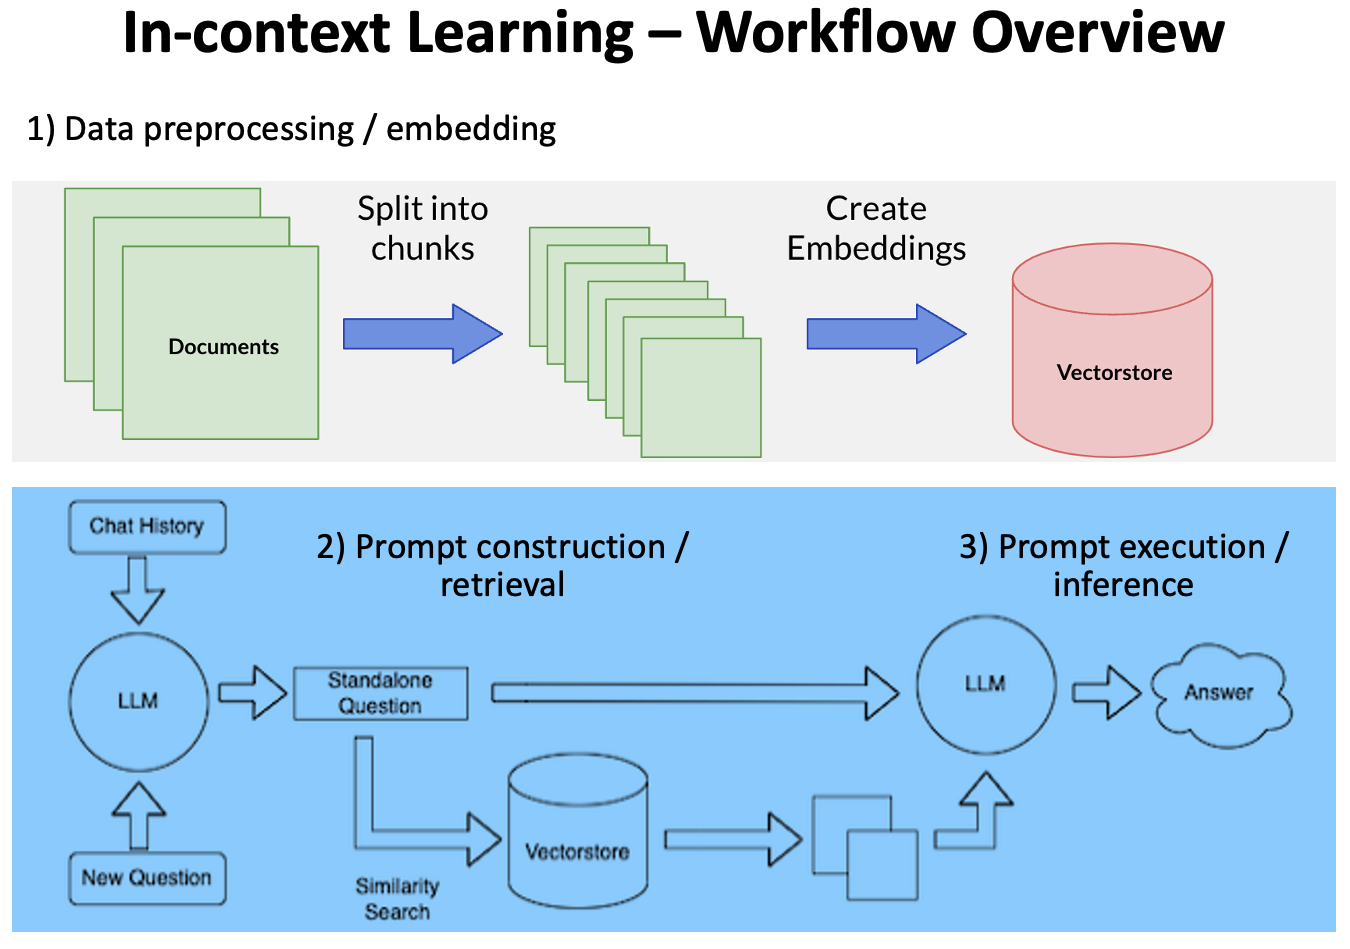 In-context Learning – Workflow Overview
1) Data preprocessing / embedding
Split into
chunks
Create
Embeddings
Documents
Vectorstore
Chat History
2) Prompt construction /
retrieval
3) Prompt execution /
inference
LLM
Standalone
Question
LLM
Answer
New Question
Similarity
Search
Vectorstore